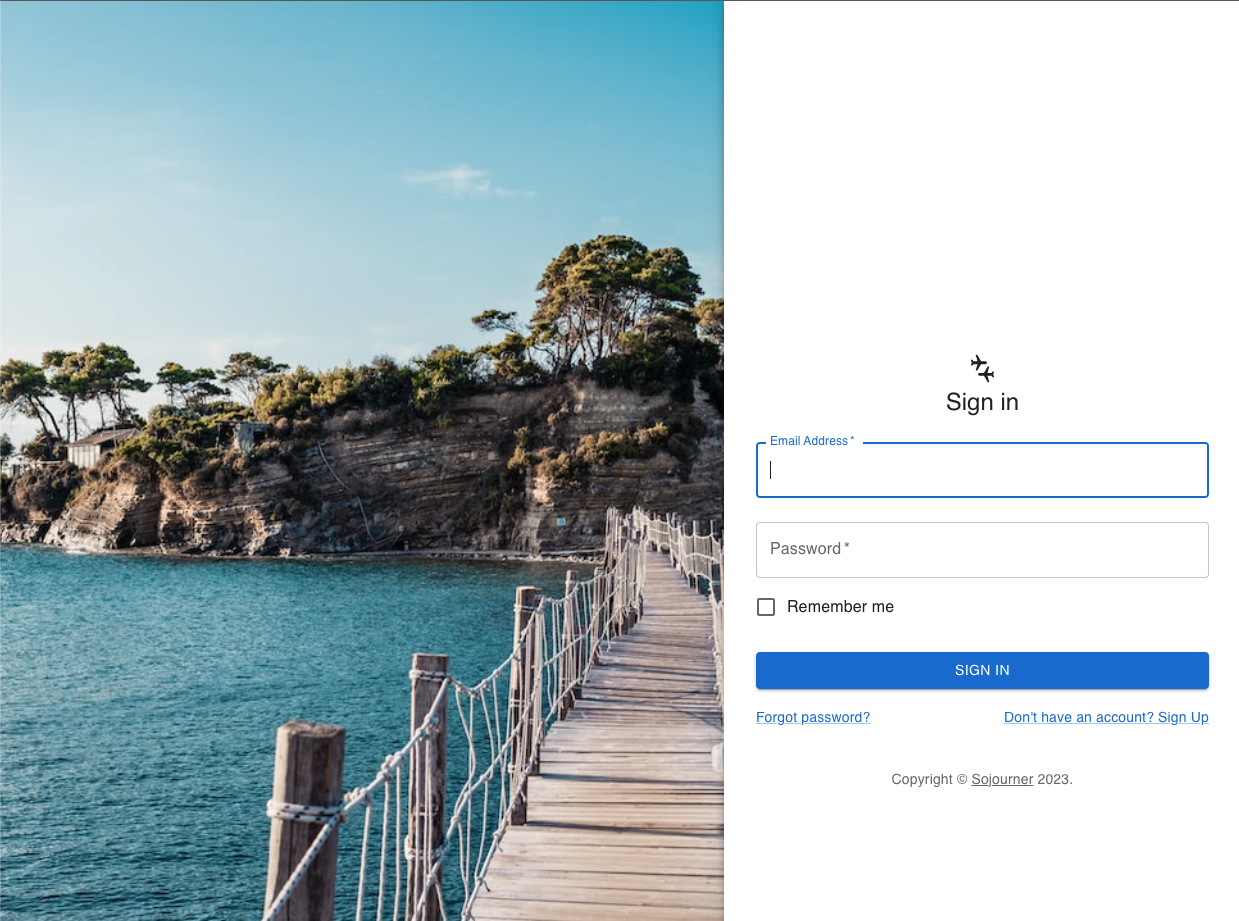 Sign in
Email Address *
Password *
Remember me
SIGN IN
Forgot password?
Don't have an account? Sign Up
Copyright © Sojourner 2023.